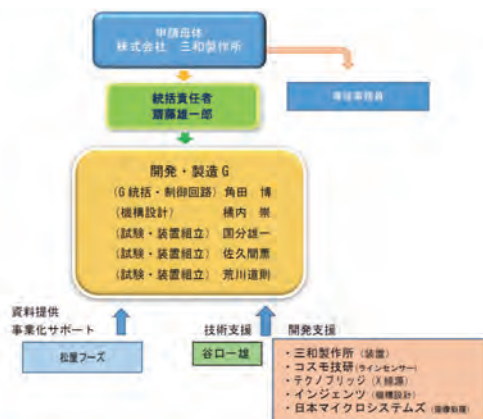 申請母体
株式会社　三和製作所
専従事務員
統括責任者
齋藤雄一郎
開発・製造G
(G統括・制御回路) 角田　博
(機構設計) 横内　崇
(試験・装置組立) 国分雄一
(試験・装置組立) 佐久間薫
(試験・装置組立) 荒川道則
資料提供
事業化サポート
松屋フーズ
技術支援
谷口一雄
開発支援
・三和製作所 (装置)
・コスモ技研 (ラインセンサー)
・テクノブリッジ (X線源)
・インジェンツ (機構設計)
・日本マイクロシステムズ (画像処理)